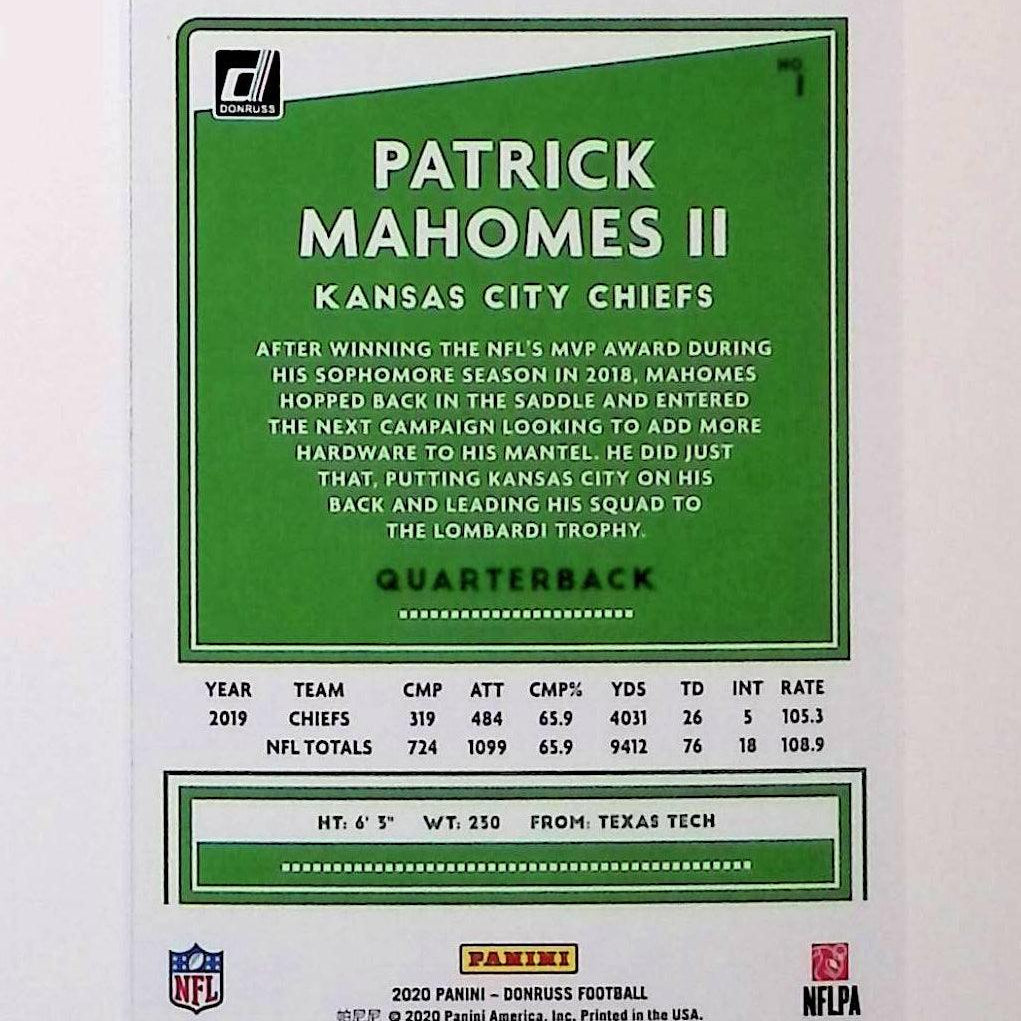 DONRUSS
NO
1
PATRICK
MAHOMES II
KANSAS CITY CHIEFS
AFTER WINNING THE NFL'S MVP AWARD DURING
HIS SOPHOMORE SEASON IN 2018, MAHOMES
HOPPED BACK IN THE SADDLE AND ENTERED
THE NEXT CAMPAIGN LOOKING TO ADD MORE
HARDWARE TO HIS MANTEL. HE DID JUST
THAT, PUTTING KANSAS CITY ON HIS
BACK AND LEADING HIS SQUAD TO
THE LOMBARDI TROPHY.
QUARTERBACK
YEAR TEAM CMP ATT CMP% YDS TD INT RATE
2019 CHIEFS 319 484 65.9 4031 26 5 105.3
NFL TOTALS 724 1099 65.9 9412 76 18 108.9
HT: 6' 3" WT: 230 FROM: TEXAS TECH
NFL
PANINI
NFLPA
2020 PANINI – DONRUSS FOOTBALL
帕尼尼 © 2020 Panini America, Inc. Printed in the USA.